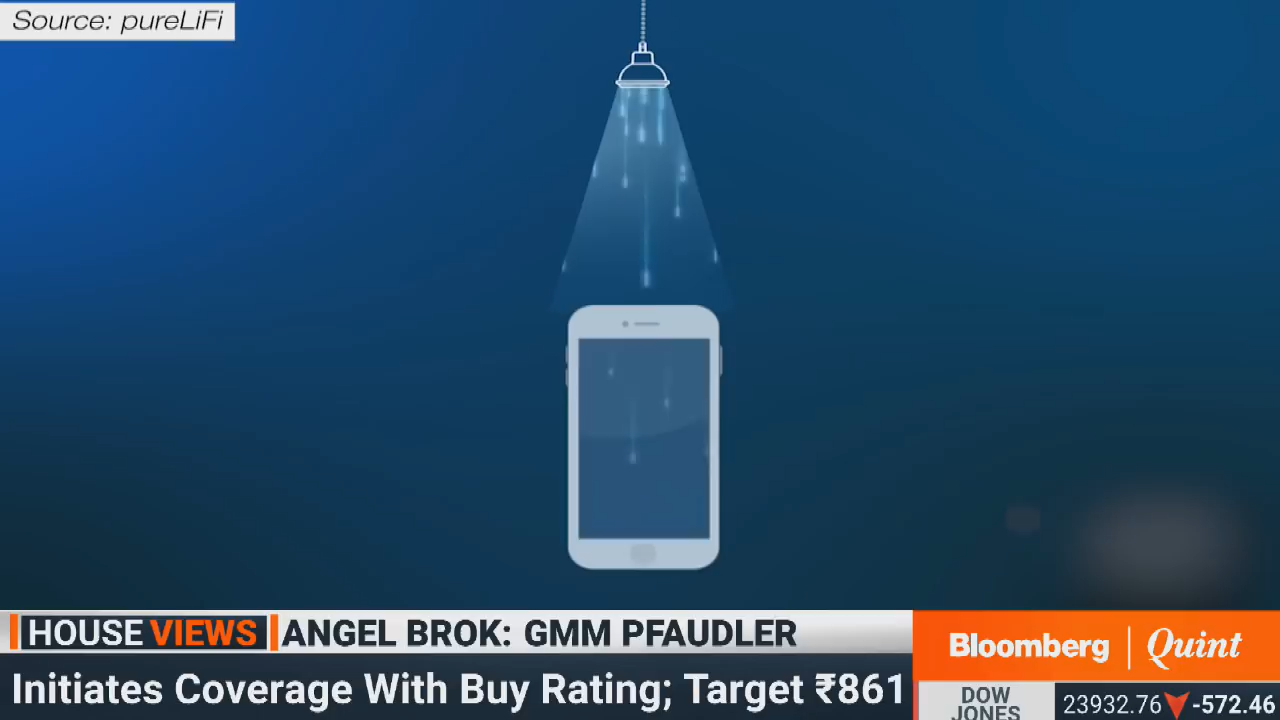 Source: pureLiFi
HOUSE VIEWS ANGEL BROK: GMM PFAUDLER
Initiates Coverage With Buy Rating; Target ₹861
Bloomberg | Quint
DOW JONES 23932.76 -572.46